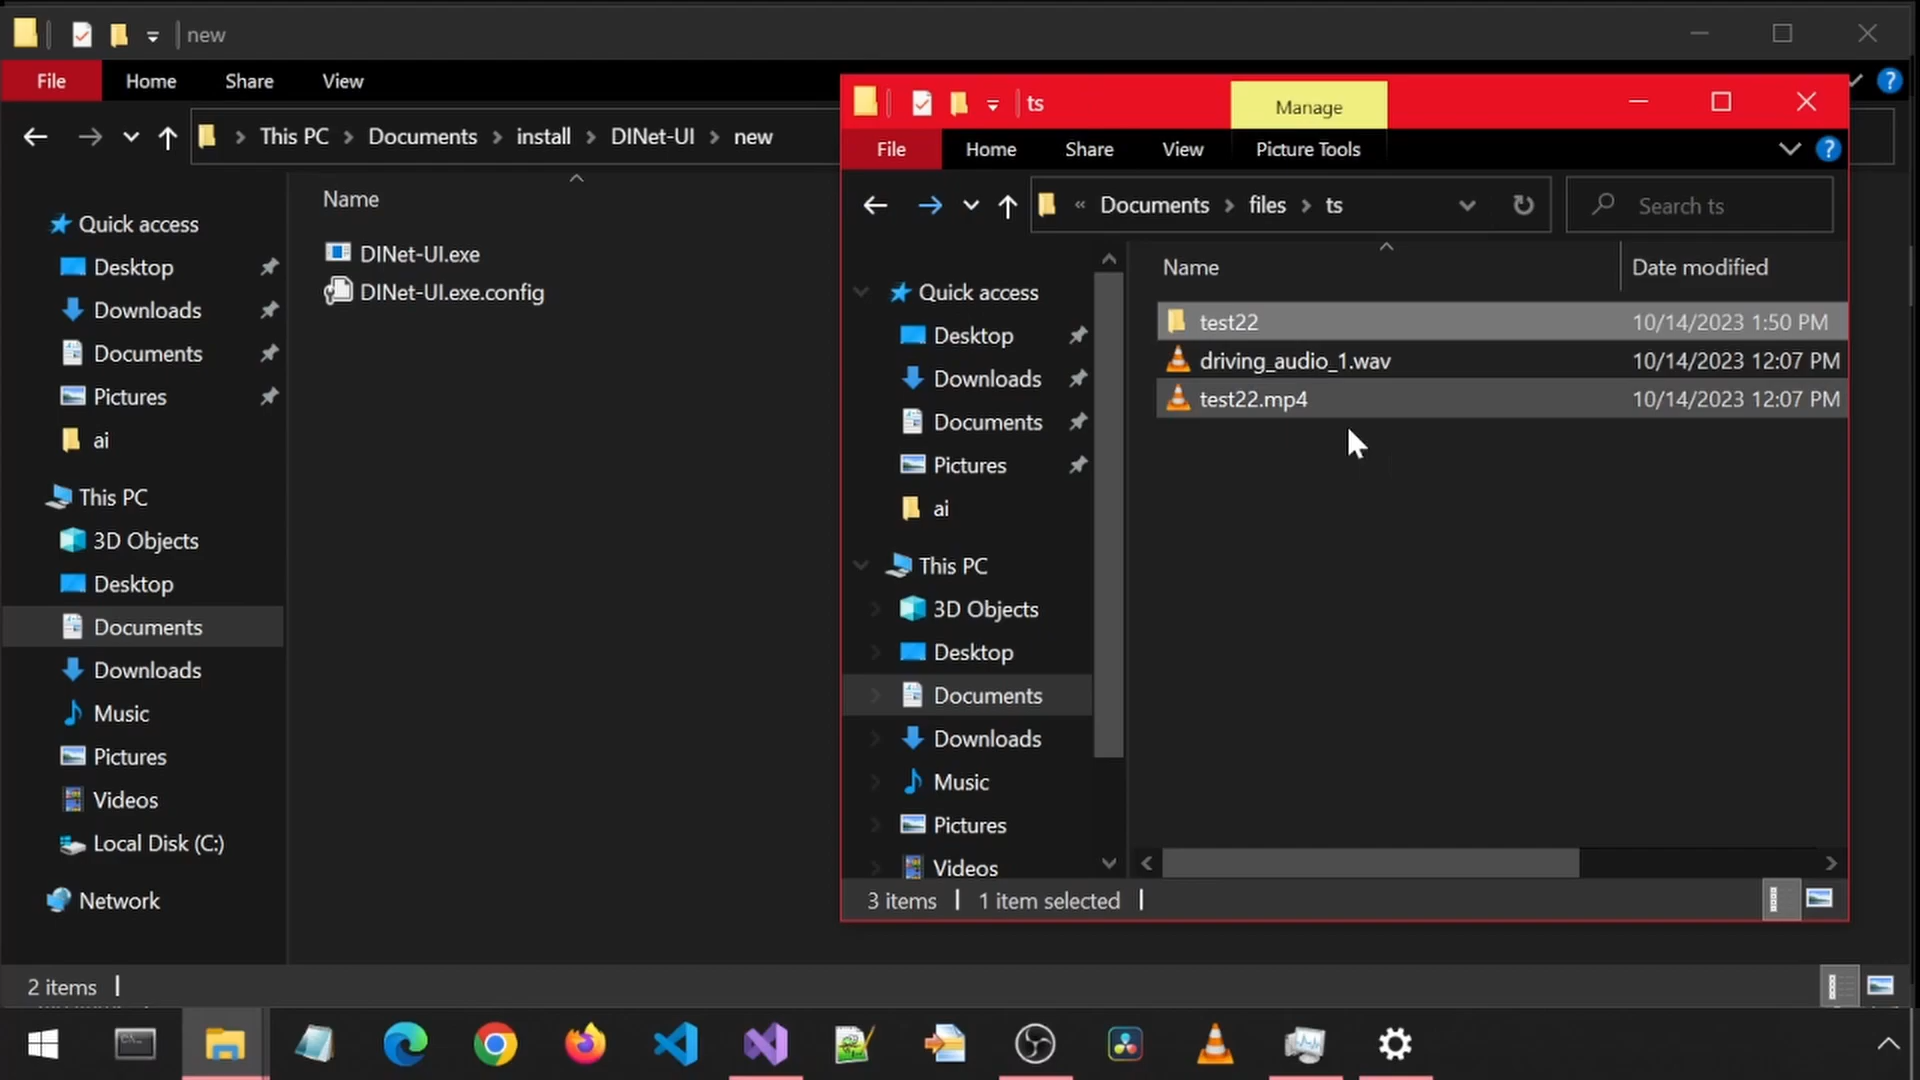 new
File Home Share View
This PC Documents install DINet-UI new
Name
Quick access
Desktop
Downloads
Documents
Pictures
ai
This PC
3D Objects
Desktop
Documents
Downloads
Music
Pictures
Videos
Local Disk (C:)
Network
DINet-UI.exe
DINet-UI.exe.config
2 items
ts Manage
File Home Share View Picture Tools
« Documents files ts Search ts
Quick access
Desktop
Downloads
Documents
Pictures
ai
This PC
3D Objects
Desktop
Documents
Downloads
Music
Pictures
Videos
Name Date modified
test22 10/14/2023 1:50 PM
driving_audio_1.wav 10/14/2023 12:07 PM
test22.mp4 10/14/2023 12:07 PM
3 items 1 item selected